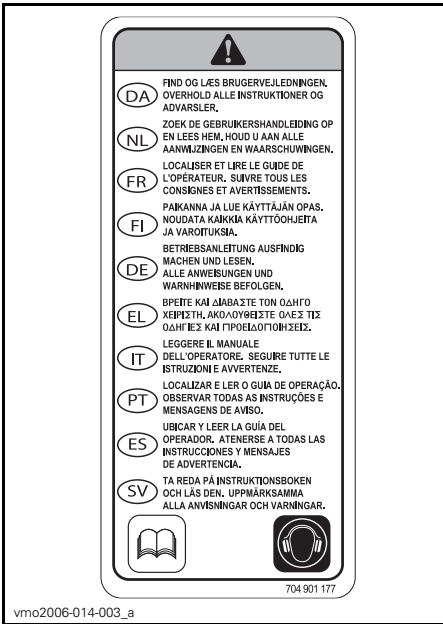 DA
FIND OG LÆS BRUGERVEJLEDNINGEN.
OVERHOLD ALLE INSTRUKTIONER OG
ADVARSLER.
NL
ZOEK DE GEBRUIKERSHANDLEIDING OP
EN LEES HEM. HOUD U AAN ALLE
AANWIJZINGEN EN WAARSCHUWINGEN.
FR
LOCALISER ET LIRE LE GUIDE DE
L'OPÉRATEUR. SUIVRE TOUS LES
CONSIGNES ET AVERTISSEMENTS.
FI
PAIKANNA JA LUE KÄYTTÄJÄN OPAS.
NOUDATA KAIKKIA KÄYTTÖOHJEITA
JA VAROITUKSIA.
DE
BETRIEBSANLEITUNG AUSFINDIG
MACHEN UND LESEN.
ALLE ANWEISUNGEN UND
WARNHINWEISE BEFOLGEN.
EL
ΒΡΕΙΤΕ ΚΑΙ ΔΙΑΒΑΣΤΕ ΤΟΝ ΟΔΗΓΟ
ΧΕΙΡΙΣΤΗ. ΑΚΟΛΟΥΘΕΙΣΤΕ ΟΛΕΣ ΤΙΣ
ΟΔΗΓΙΕΣ ΚΑΙ ΠΡΟΕΙΔΟΠΟΙΗΣΕΙΣ.
IT
LEGGERE IL MANUALE
DELL'OPERATORE. SEGUIRE TUTTE LE
ISTRUZIONI E AVVERTENZE.
PT
LOCALIZAR E LER O GUIA DE OPERAÇÃO.
OBSERVAR TODAS AS INSTRUÇÕES E
MENSAGENS DE AVISO.
ES
UBICAR Y LEER LA GUÍA DEL
OPERADOR. ATENERSE A TODAS LAS
INSTRUCCIONES Y MENSAJES
DE ADVERTENCIA.
SV
TA REDA PÅ INSTRUKTIONSBOKEN
OCH LÄS DEN. UPPMÄRKSAMMA
ALLA ANVISNINGAR OCH VARNINGAR.
704 901 177
vmo2006-014-003_a